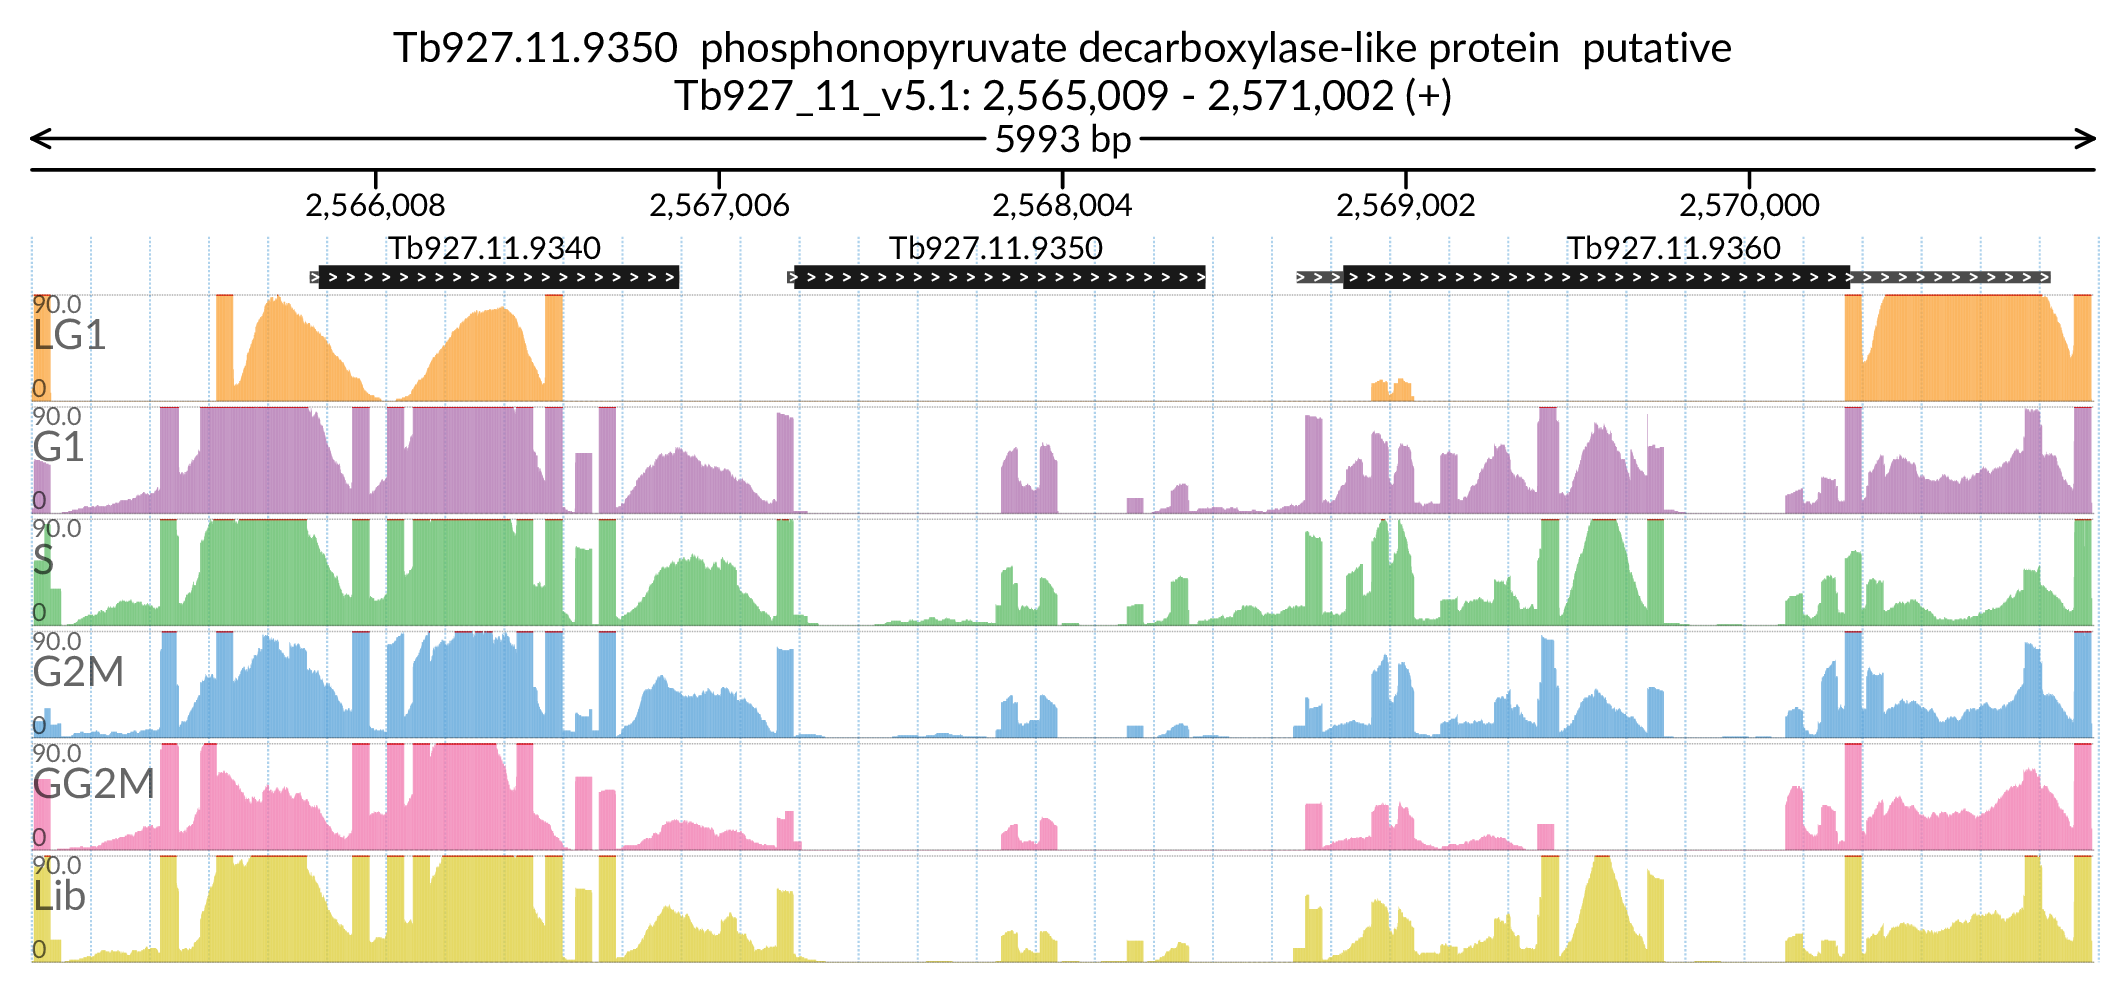 Tb927.11.9350  phosphonopyruvate decarboxylase-like protein  putative
Tb927_11_v5.1: 2,565,009 - 2,571,002 (+)
5993 bp
2,566,008 2,567,006 2,568,004 2,569,002 2,570,000
Tb927.11.9340 Tb927.11.9350 Tb927.11.9360
90.0
LG1
0
90.0
G1
0
90.0
S
0
90.0
G2M
0
90.0
GG2M
0
90.0
Lib
0